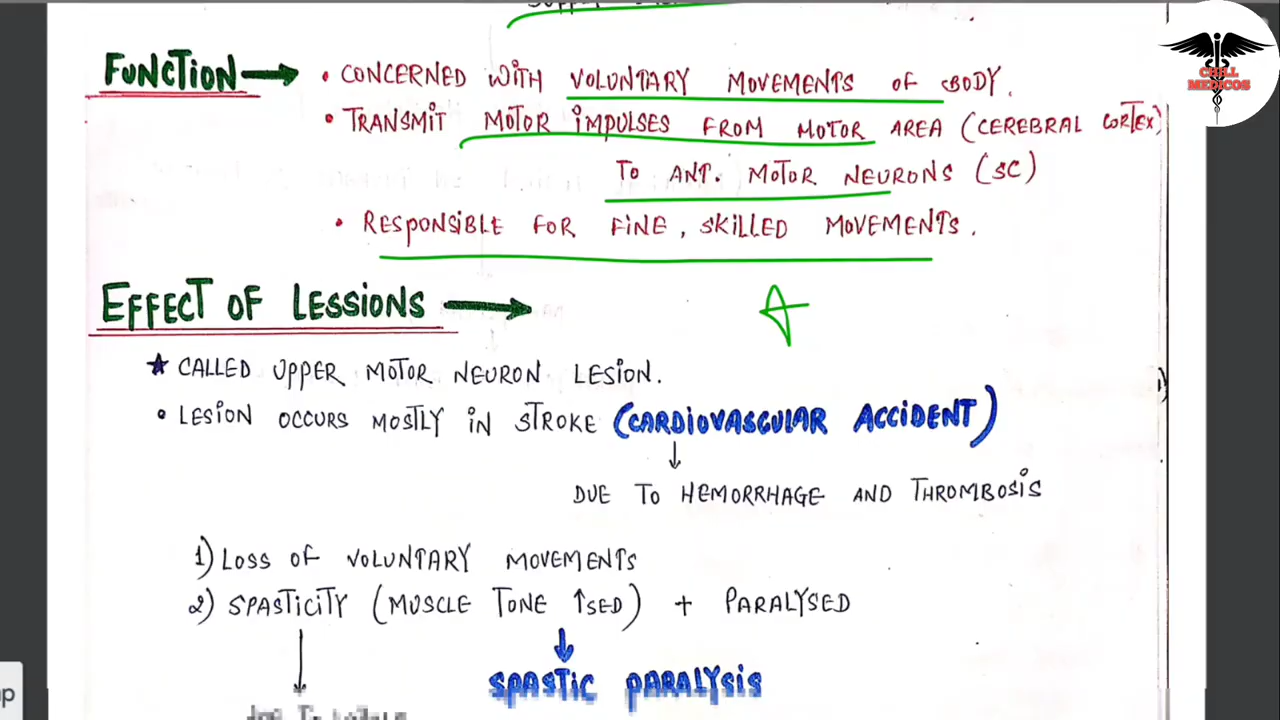 FUNCTION → • CONCERNED WITH VOLUNTARY MOVEMENTS OF BODY.
• TRANSMIT MOTOR IMPULSES FROM MOTOR AREA (CEREBRAL CORTEX)
TO ANT. MOTOR NEURONS (SC)
• RESPONSIBLE FOR FINE, SKILLED MOVEMENTS.
CHILL
MEDICOS
EFFECT OF LESSIONS →
★ CALLED UPPER MOTOR NEURON LESION.
• LESION OCCURS MOSTLY IN STROKE (CARDIOVASCULAR ACCIDENT)
↓
DUE TO HEMORRHAGE AND THROMBOSIS
1) LOSS OF VOLUNTARY MOVEMENTS
2) SPASTICITY (MUSCLE TONE ↑SED) + PARALYSED
↓
SPASTIC PARALYSIS